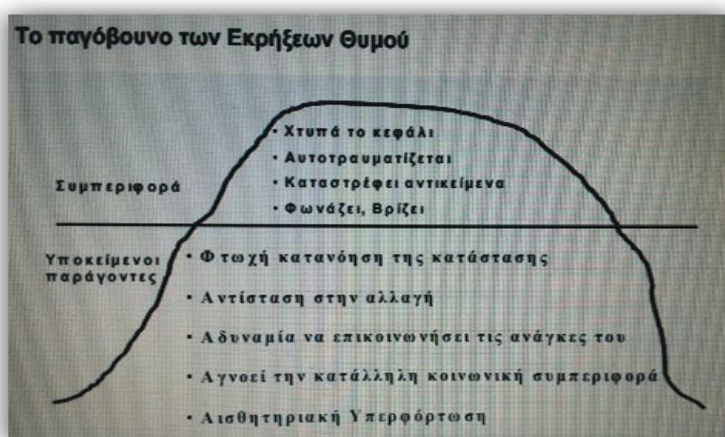 Το παγόβουνο των Εκρήξεων Θυμού
• Χτυπά το κεφάλι
• Αυτοτραυματίζεται
Συμπεριφορά
• Καταστρέφει αντικείμενα
• Φωνάζει, Βρίζει
Υποκείμενοι
παράγοντες
• Φτωχή κατανόηση της κατάστασης
• Αντίσταση στην αλλαγή
• Αδυναμία να επικοινωνήσει τις ανάγκες του
• Αγνοεί την κατάλληλη κοινωνική συμπεριφορά
• Αισθητηριακή Υπερφόρτωση